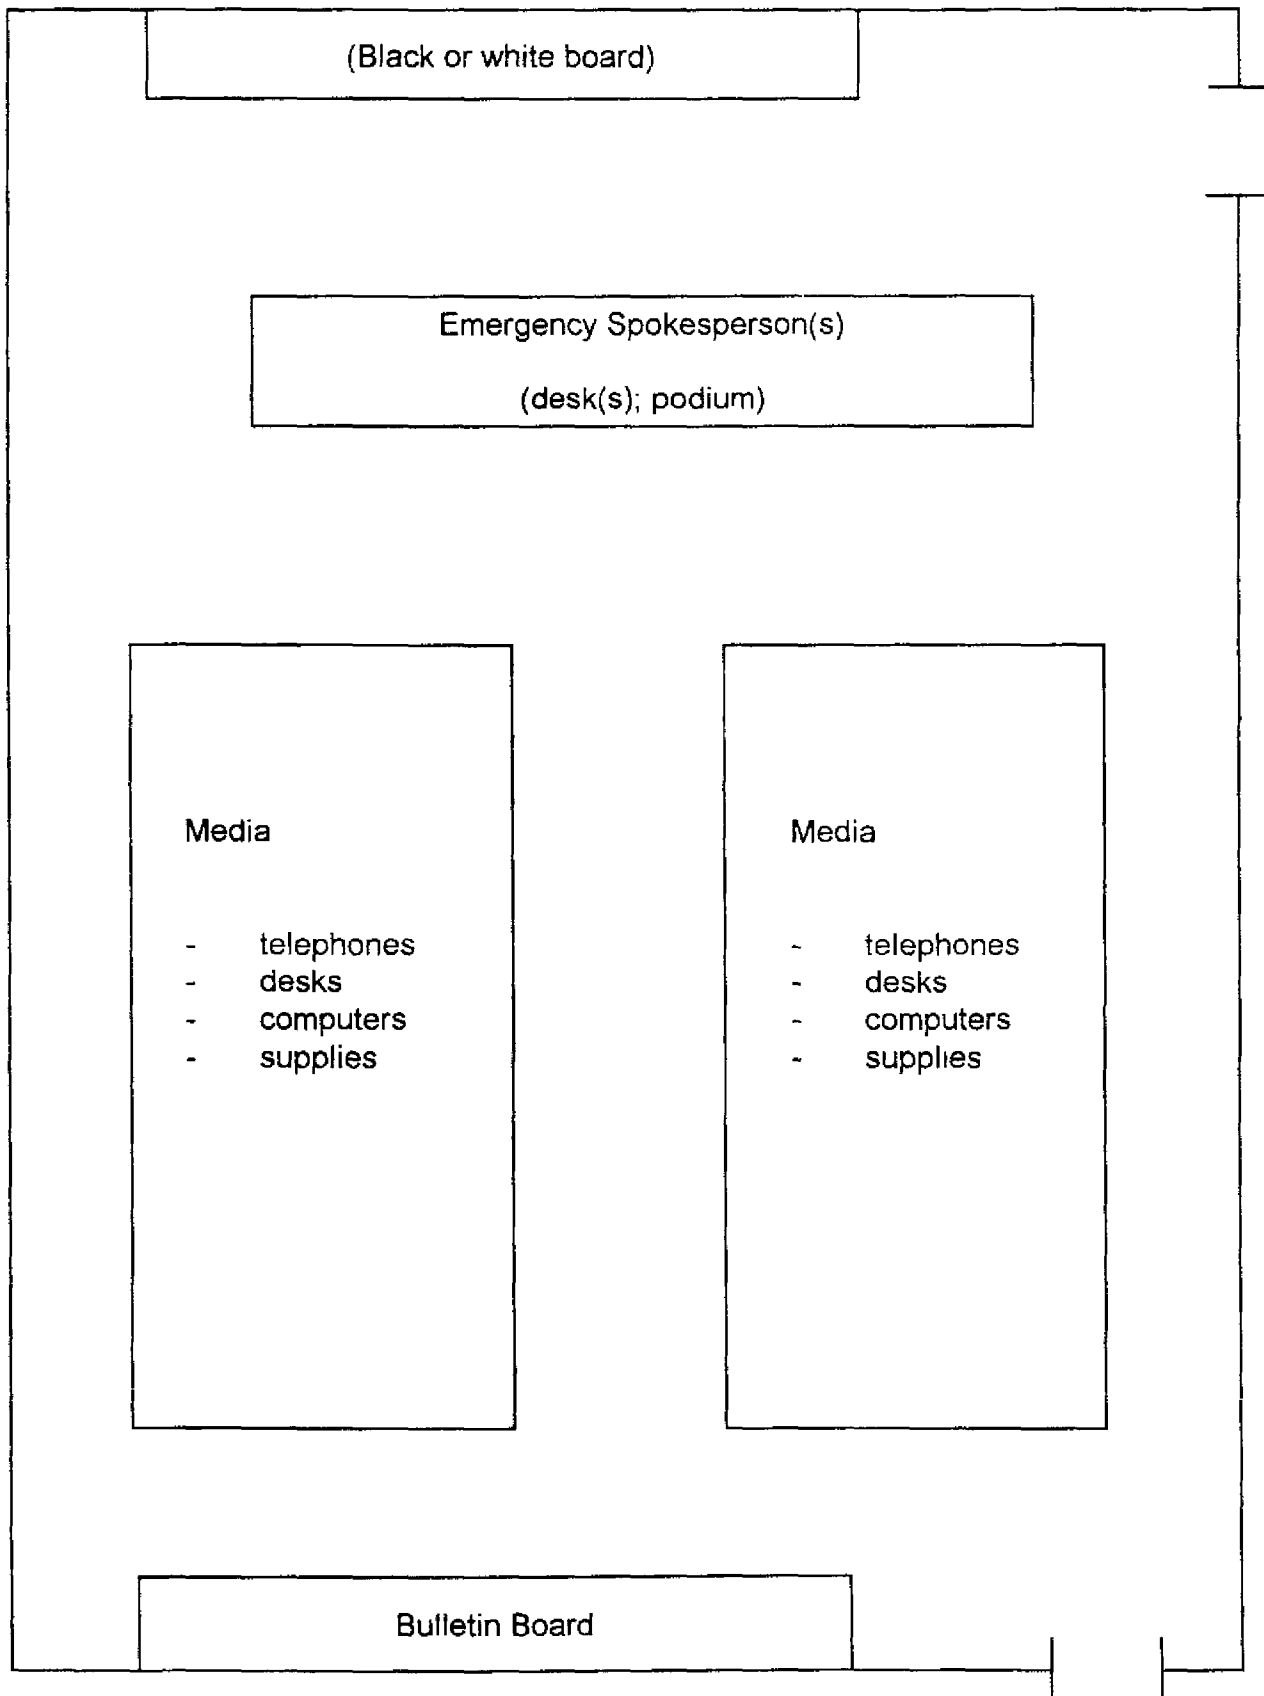 (Black or white board)
Emergency Spokesperson(s)
(desk(s); podium)
Media
- telephones
- desks
- computers
- supplies
Media
- telephones
- desks
- computers
- supplies
Bulletin Board